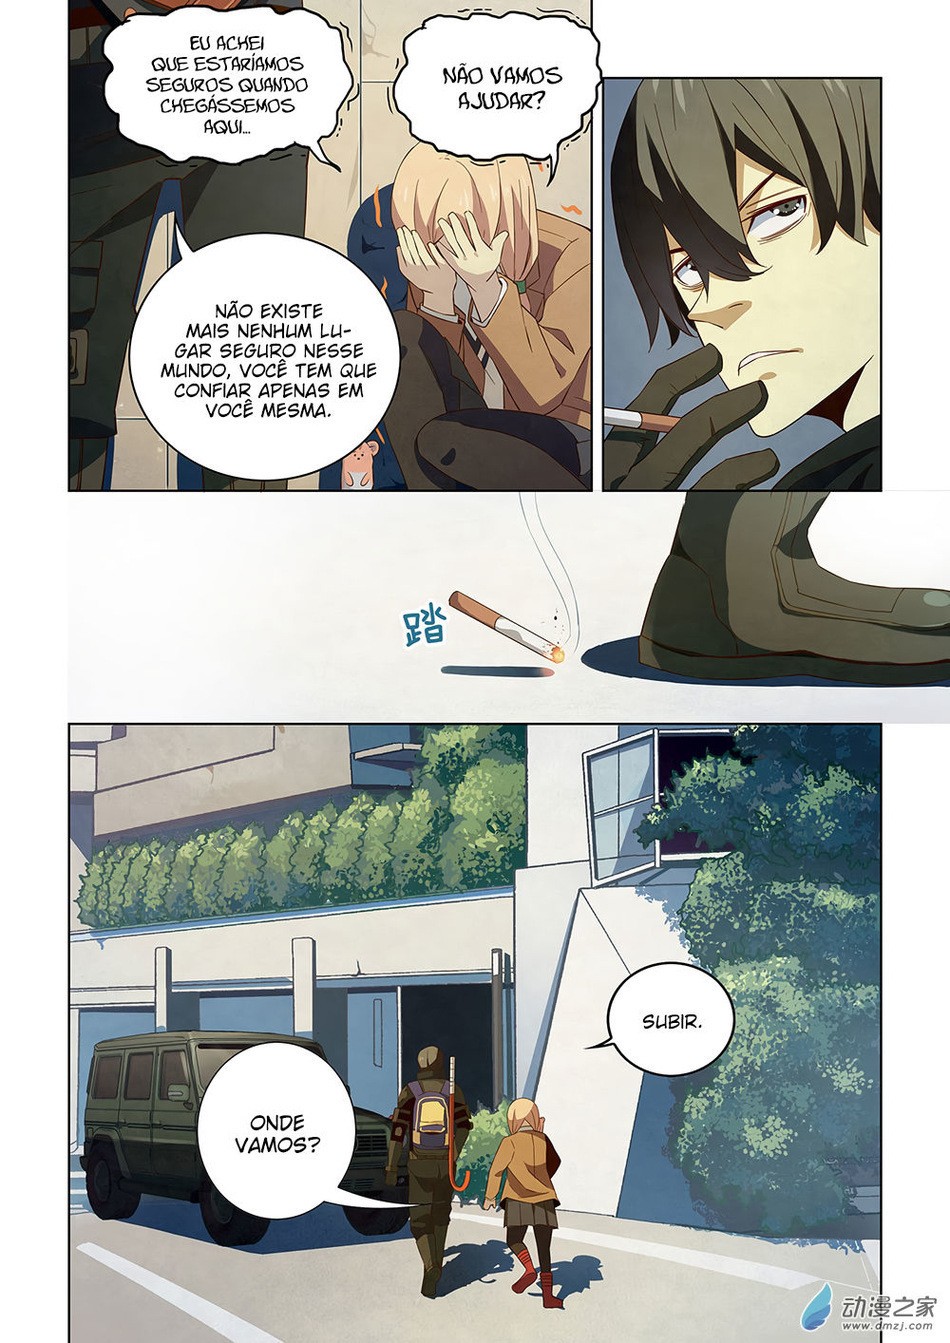 EU ACHEI
QUE ESTARÍAMOS
SEGUROS QUANDO
CHEGÁSSEMOS
AQUI...
NÃO VAMOS
AJUDAR?
NÃO EXISTE
MAIS NENHUM LU-
GAR SEGURO NESSE
MUNDO, VOCÊ TEM QUE
CONFIAR APENAS EM
VOCÊ MESMA.
踏
SUBIR.
ONDE
VAMOS?
动漫之家
www.dmzj.com